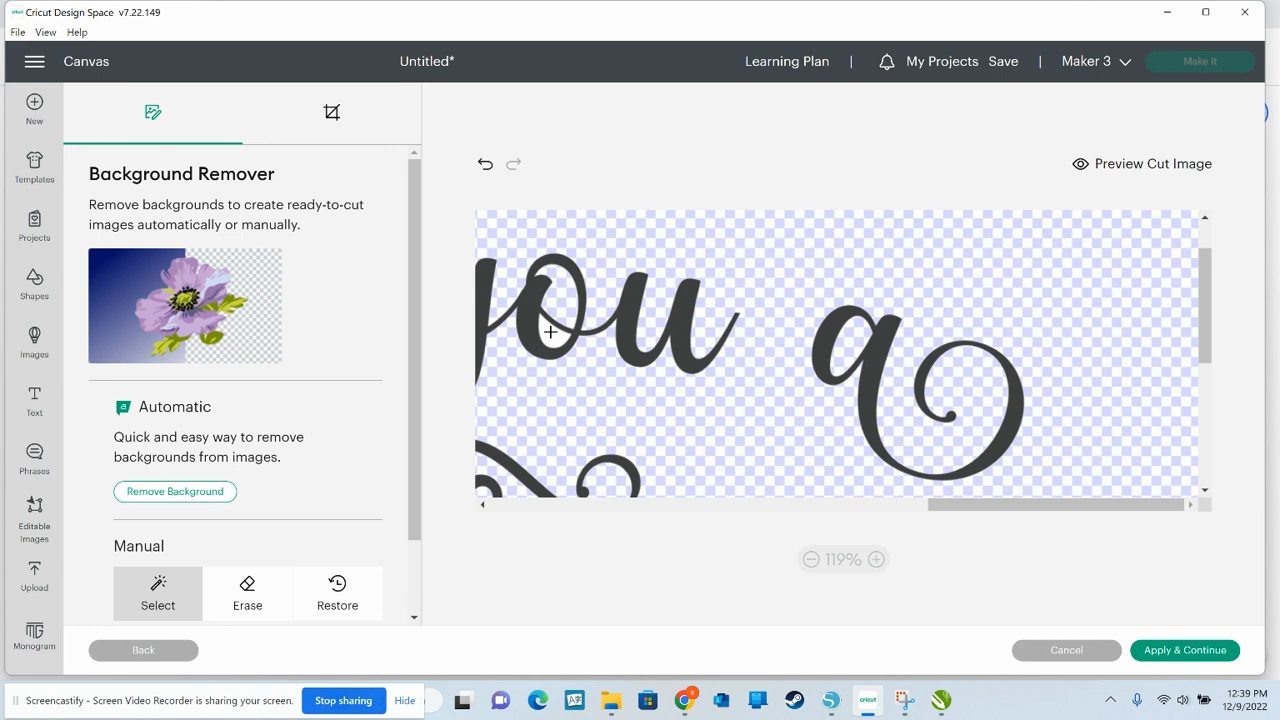 Cricut Design Space v7.22.149
File View Help
Canvas
Untitled*
Learning Plan | My Projects Save | Maker 3 Make It
New
Templates
Projects
Shapes
Images
Text
Phrases
Editable
Images
Upload
Monogram
Background Remover
Remove backgrounds to create ready-to-cut
images automatically or manually.
Automatic
Quick and easy way to remove
backgrounds from images.
Remove Background
Manual
Select Erase Restore
Preview Cut Image
you a
119%
Back
Cancel Apply & Continue
Screencastify - Screen Video Recorder is sharing your screen. Stop sharing Hide
12:39 PM
12/9/2022